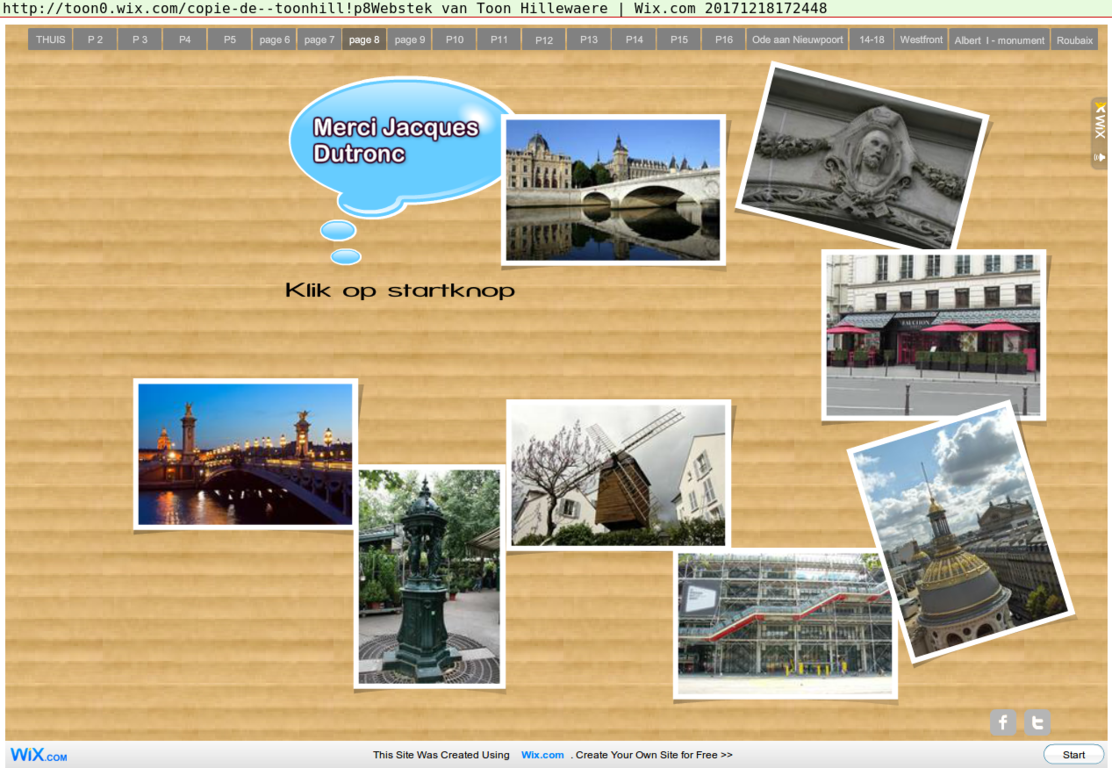 http://toon0.wix.com/copie-de--toonhill!p8Webstek van Toon Hillewaere | Wix.com 20171218172448
THUIS P 2 P 3 P4 P5 page 6 page 7 page 8 page 9 P10 P11 P12 P13 P14 P15 P16 Ode aan Nieuwpoort 14-18 Westfront Albert I - monument Roubaix
Merci Jacques
Dutronc
WiX
FAUCHON
Klik op startknop
WiX.COM This Site Was Created Using Wix.com . Create Your Own Site for Free >> Start